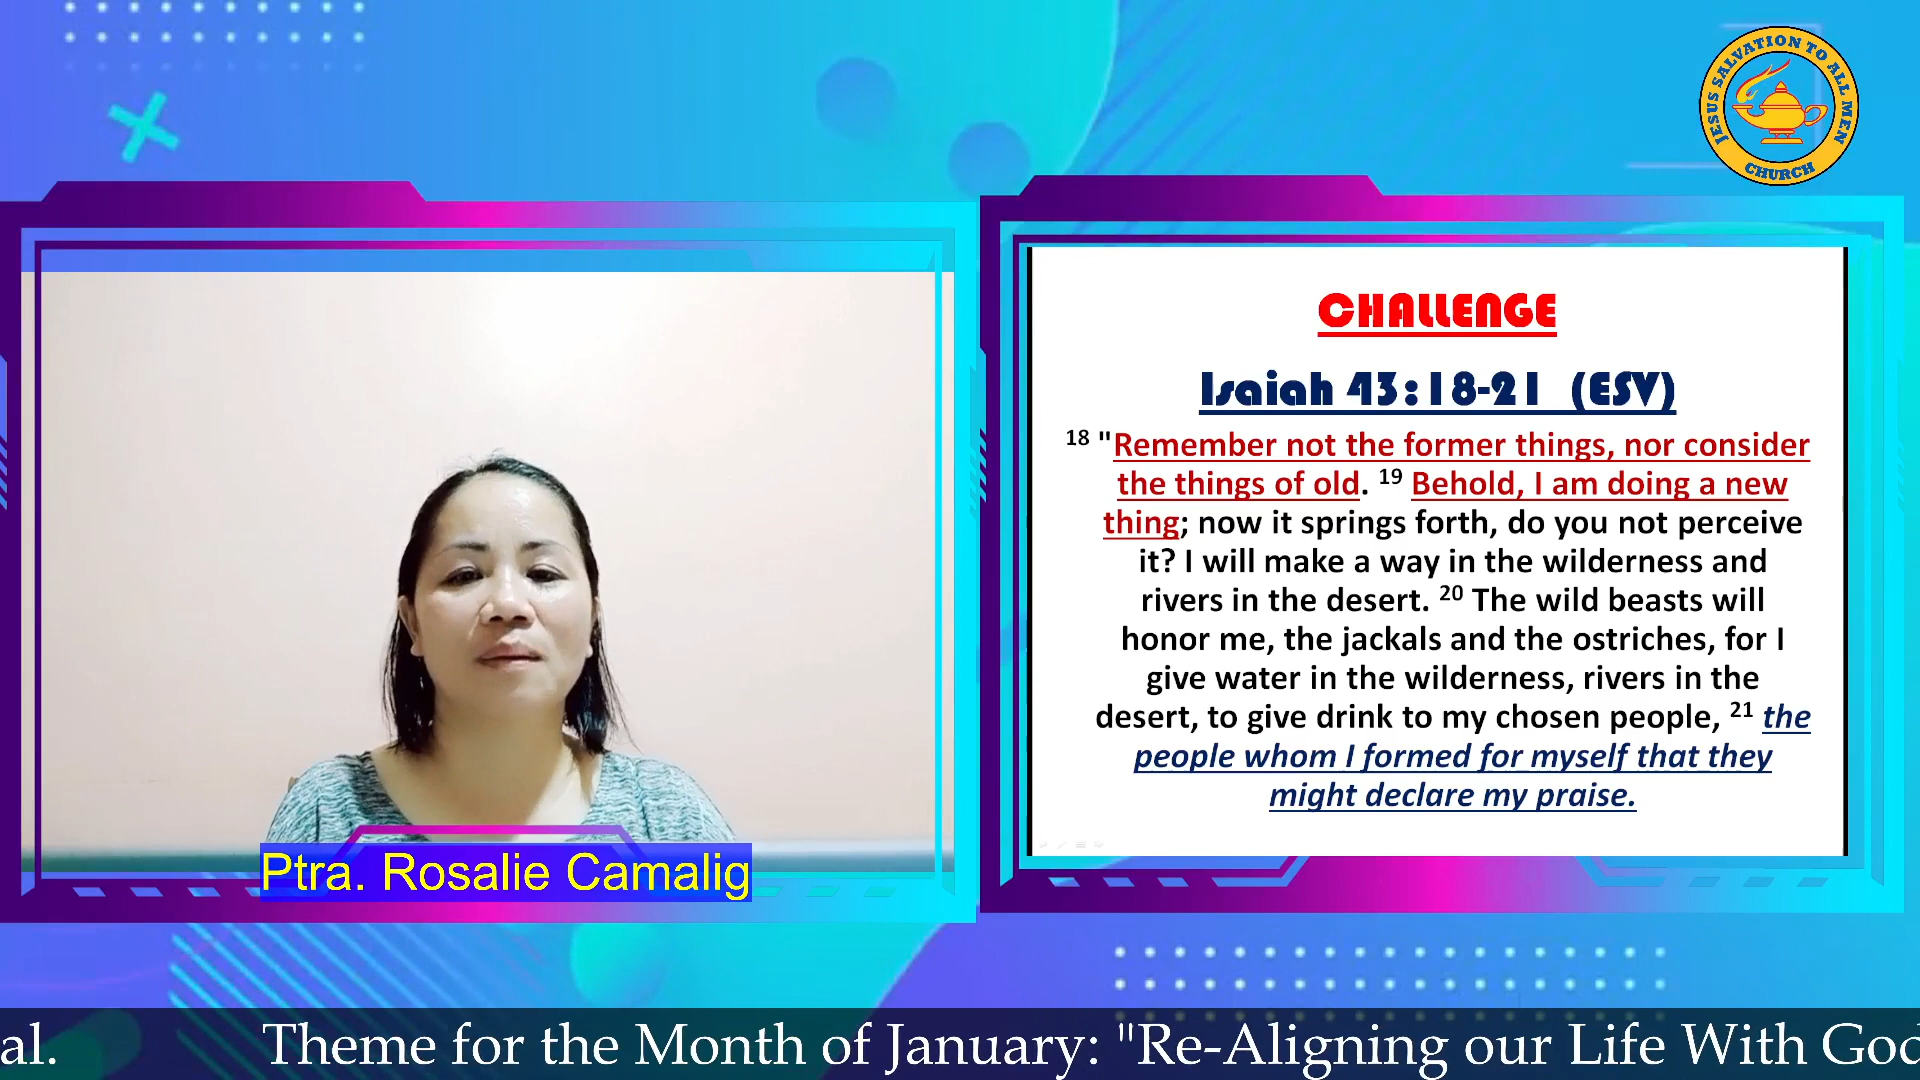 JESUS SALVATION TO ALL MEN
CHURCH
CHALLENGE
Isaiah 43:18-21 (ESV)
18 "Remember not the former things, nor consider
the things of old. 19 Behold, I am doing a new
thing; now it springs forth, do you not perceive
it? I will make a way in the wilderness and
rivers in the desert. 20 The wild beasts will
honor me, the jackals and the ostriches, for I
give water in the wilderness, rivers in the
desert, to give drink to my chosen people, 21 the
people whom I formed for myself that they
might declare my praise.
Ptra. Rosalie Camalig
al. Theme for the Month of January: "Re-Aligning our Life With God